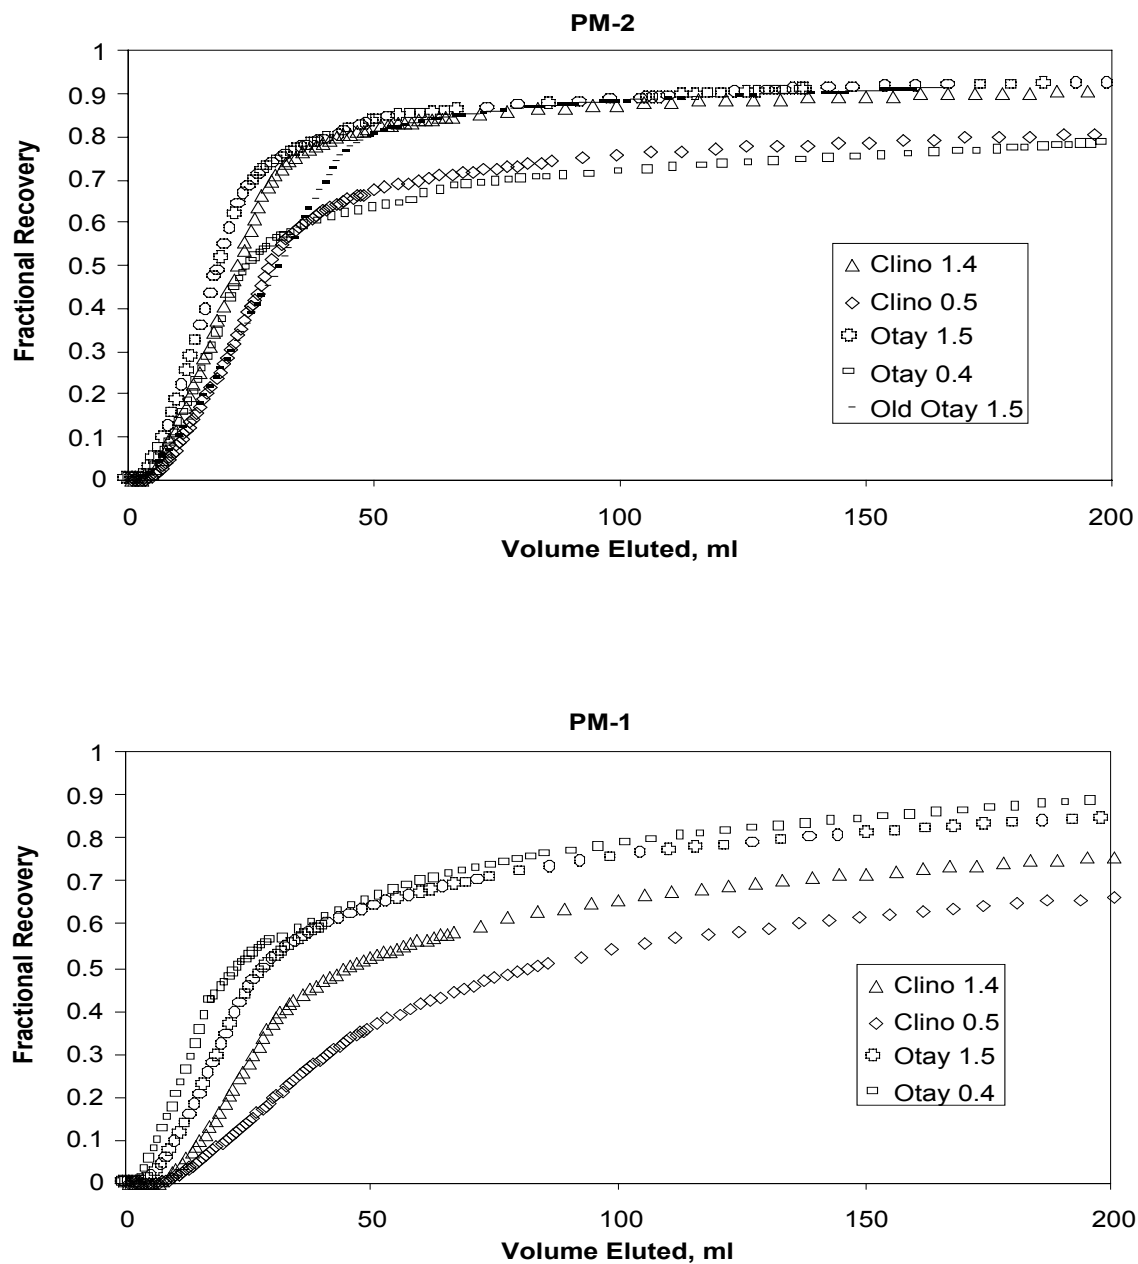 PM-2
Fractional Recovery
1
0.9
0.8
0.7
0.6
0.5
0.4
0.3
0.2
0.1
0
0 50 100 150 200
Volume Eluted, ml
Clino 1.4
Clino 0.5
Otay 1.5
Otay 0.4
Old Otay 1.5
PM-1
Fractional Recovery
1
0.9
0.8
0.7
0.6
0.5
0.4
0.3
0.2
0.1
0
0 50 100 150 200
Volume Eluted, ml
Clino 1.4
Clino 0.5
Otay 1.5
Otay 0.4